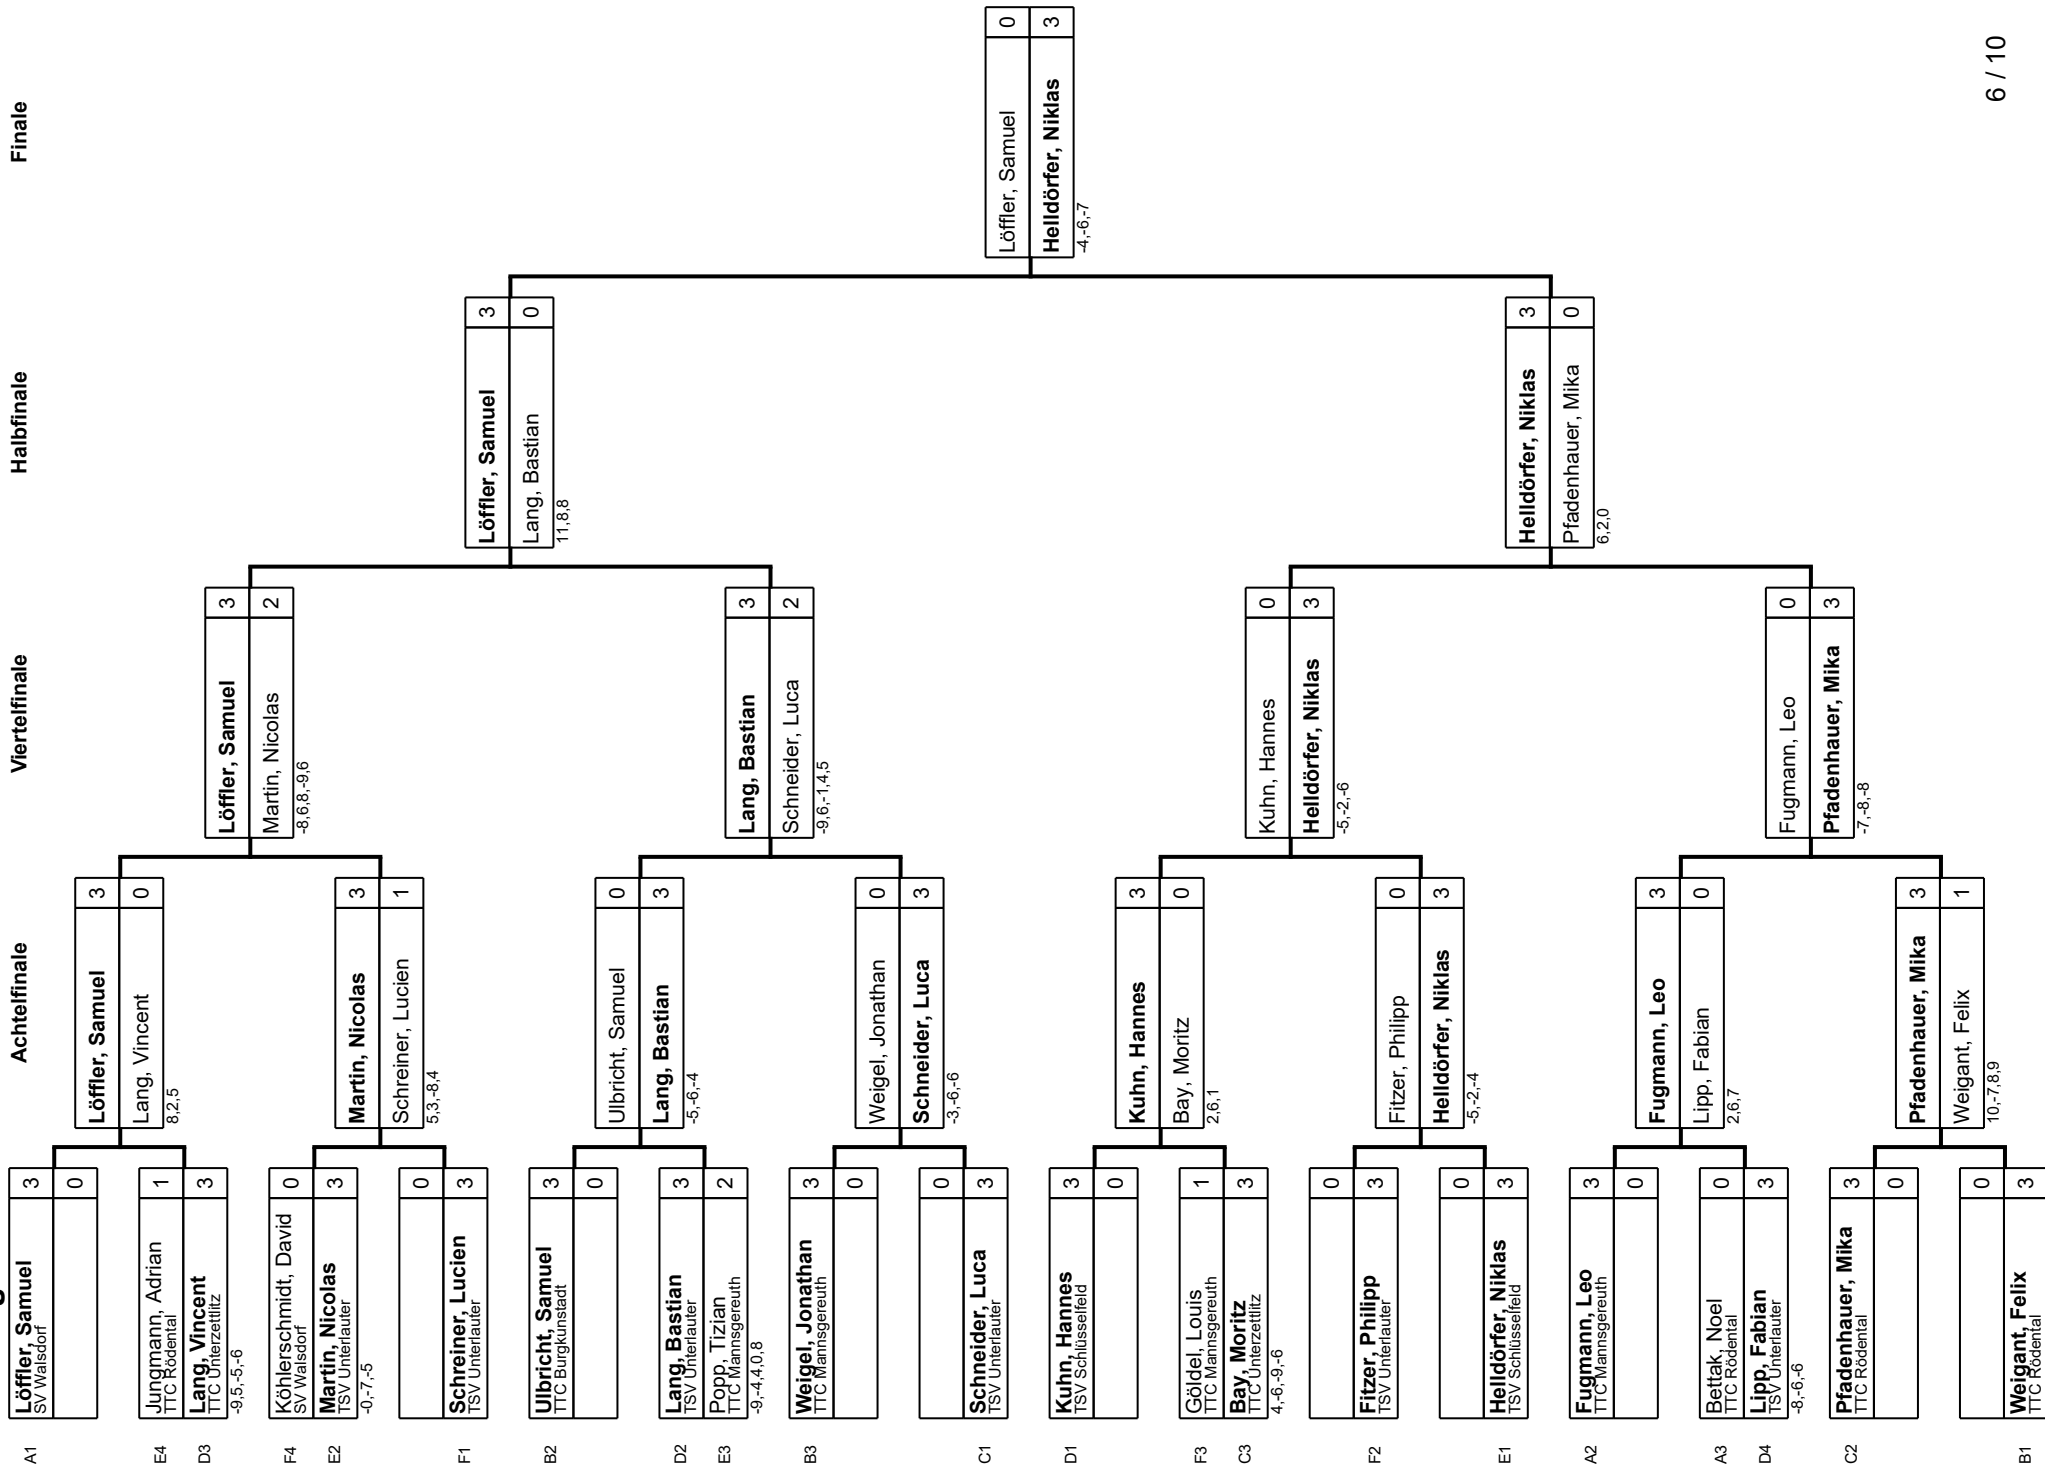 Achtelfinale
Viertelfinale
Halbfinale
Finale
A1
Löffler, Samuel 3
SV Walsdorf
0
E4
Jungmann, Adrian 1
TTC Rödental
D3
Lang, Vincent 3
TTC Unterzettlitz
-9,5,-5,-6
F4
Köhlerschmidt, David 0
SV Walsdorf
E2
Martin, Nicolas 3
TSV Unterlauter
-0,-7,-5
0
F1
Schreiner, Lucien 3
TSV Unterlauter
B2
Ulbricht, Samuel 3
TTC Burgkunstadt
0
D2
Lang, Bastian 3
TSV Unterlauter
E3
Popp, Tizian 2
TTC Mannsgereuth
-9,-4,4,0,8
B3
Weigel, Jonathan 3
TTC Mannsgereuth
0
0
C1
Schneider, Luca 3
TSV Unterlauter
D1
Kuhn, Hannes 3
TSV Schlüsselfeld
0
F3
Göldel, Louis 1
TTC Mannsgereuth
C3
Bay, Moritz 3
TTC Unterzettlitz
4,-6,-9,-6
0
F2
Fitzer, Philipp 3
TSV Unterlauter
0
E1
Helldörfer, Niklas 3
TSV Schlüsselfeld
A2
Fugmann, Leo 3
TTC Mannsgereuth
0
A3
Bettak, Noel 0
TTC Rödental
D4
Lipp, Fabian 3
TSV Unterlauter
-8,-6,-6
C2
Pfadenhauer, Mika 3
TTC Rödental
0
0
B1
Weigant, Felix 3
TTC Rödental
Löffler, Samuel 3
Lang, Vincent 0
8,2,5
Martin, Nicolas 3
Schreiner, Lucien 1
5,3,-8,4
Ulbricht, Samuel 0
Lang, Bastian 3
-5,-6,-4
Weigel, Jonathan 0
Schneider, Luca 3
-3,-6,-6
Kuhn, Hannes 3
Bay, Moritz 0
2,6,1
Fitzer, Philipp 0
Helldörfer, Niklas 3
-5,-2,-4
Fugmann, Leo 3
Lipp, Fabian 0
2,6,7
Pfadenhauer, Mika 3
Weigant, Felix 1
10,-7,8,9
Löffler, Samuel 3
Martin, Nicolas 2
-8,6,8,-9,6
Lang, Bastian 3
Schneider, Luca 2
-9,6,-1,4,5
Kuhn, Hannes 0
Helldörfer, Niklas 3
-5,-2,-6
Fugmann, Leo 0
Pfadenhauer, Mika 3
-7,-8,-8
Löffler, Samuel 3
Lang, Bastian 0
11,8,8
Helldörfer, Niklas 3
Pfadenhauer, Mika 0
6,2,0
Löffler, Samuel 0
Helldörfer, Niklas 3
-4,-6,-7
6 / 10